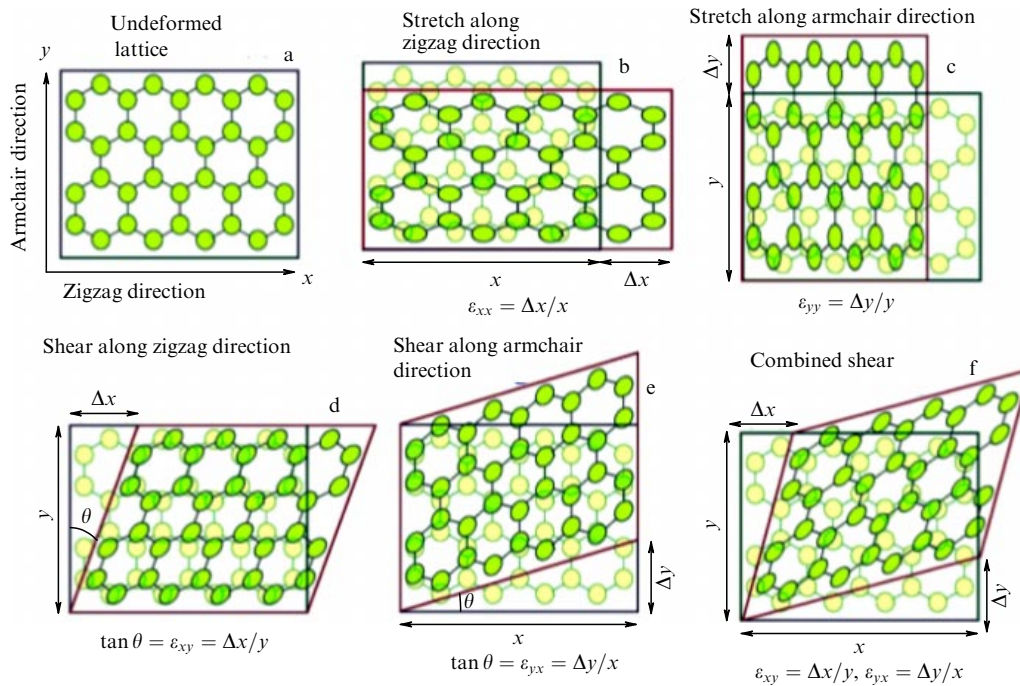 Undeformed
lattice
a
y
Armchair direction
x
Zigzag direction
Stretch along
zigzag direction
b
x
Δx
ε_xx = Δx/x
Stretch along armchair direction
c
Δy
y
ε_yy = Δy/y
Shear along zigzag direction
d
Δx
y
θ
tan θ = ε_xy = Δx/y
Shear along armchair
direction
e
θ
Δy
x
tan θ = ε_yx = Δy/x
Combined shear
f
Δx
y
Δy
x
ε_xy = Δx/y, ε_yx = Δy/x